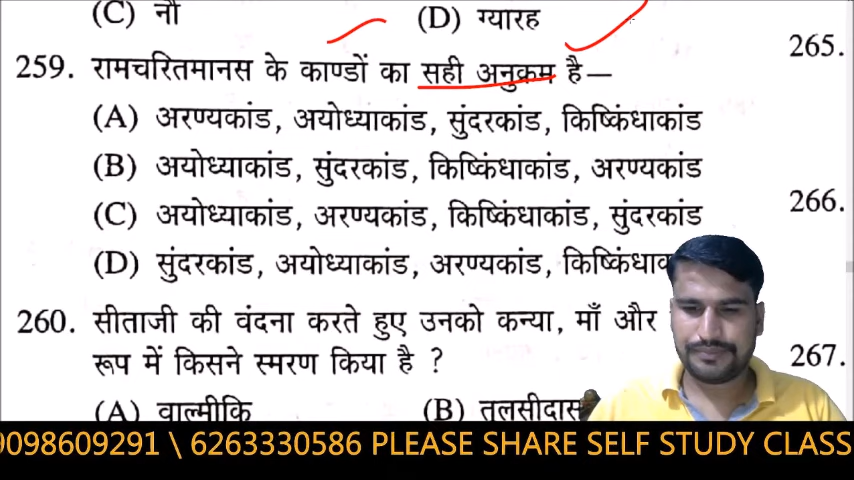 (C) नौ (D) ग्यारह
259. रामचरितमानस के काण्डों का सही अनुक्रम है—
265.
(A) अरण्यकांड, अयोध्याकांड, सुंदरकांड, किष्किंधाकांड
(B) अयोध्याकांड, सुंदरकांड, किष्किंधाकांड, अरण्यकांड
(C) अयोध्याकांड, अरण्यकांड, किष्किंधाकांड, सुंदरकांड
266.
(D) सुंदरकांड, अयोध्याकांड, अरण्यकांड,
260. सीताजी की वंदना करते हुए उनको कन्या, माँ और
रूप में किसने स्मरण किया है ?
267.
(A) वाल्मीकि (B) तुलसीदास
9098609291 \ 6263330586 PLEASE SHARE SELF STUDY CLASS